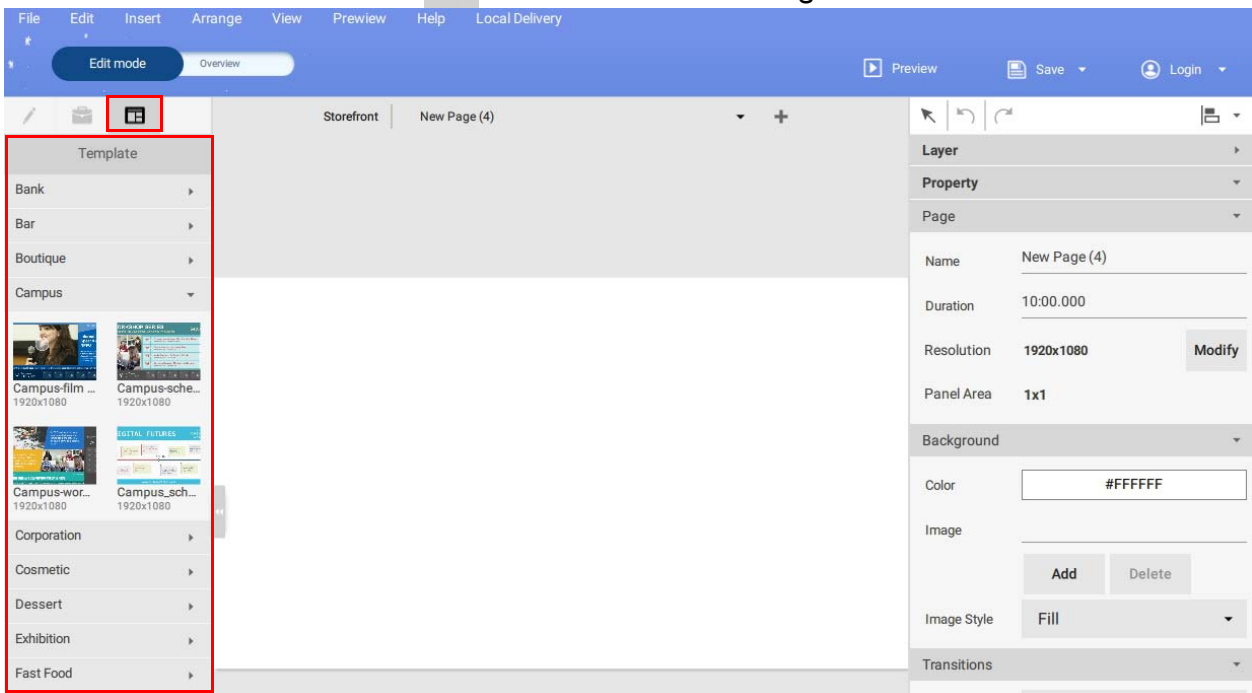 File Edit Insert Arrange View Prewiew Help Local Delivery
Edit mode Overview Preview Save Login
Storefront New Page (4)
Template
Bank
Bar
Boutique
Campus
Campus-film ... Campus-sche...
1920x1080 1920x1080
DIGITAL FUTURES
Campus-wor... Campus_sch...
1920x1080 1920x1080
Corporation
Cosmetic
Dessert
Exhibition
Fast Food
Layer
Property
Page
Name New Page (4)
Duration 10:00.000
Resolution 1920x1080 Modify
Panel Area 1x1
Background
Color #FFFFFF
Image
Add Delete
Image Style Fill
Transitions